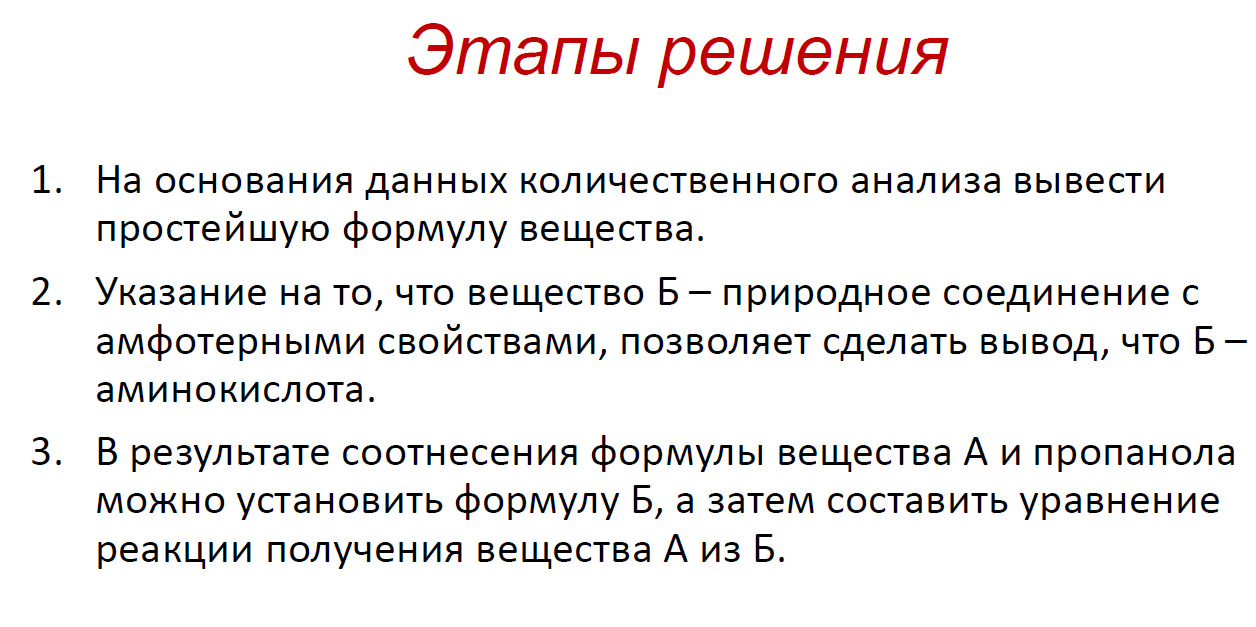 Этапы решения
1. На основания данных количественного анализа вывести
простейшую формулу вещества.
2. Указание на то, что вещество Б – природное соединение с
амфотерными свойствами, позволяет сделать вывод, что Б –
аминокислота.
3. В результате соотнесения формулы вещества А и пропанола
можно установить формулу Б, а затем составить уравнение
реакции получения вещества А из Б.